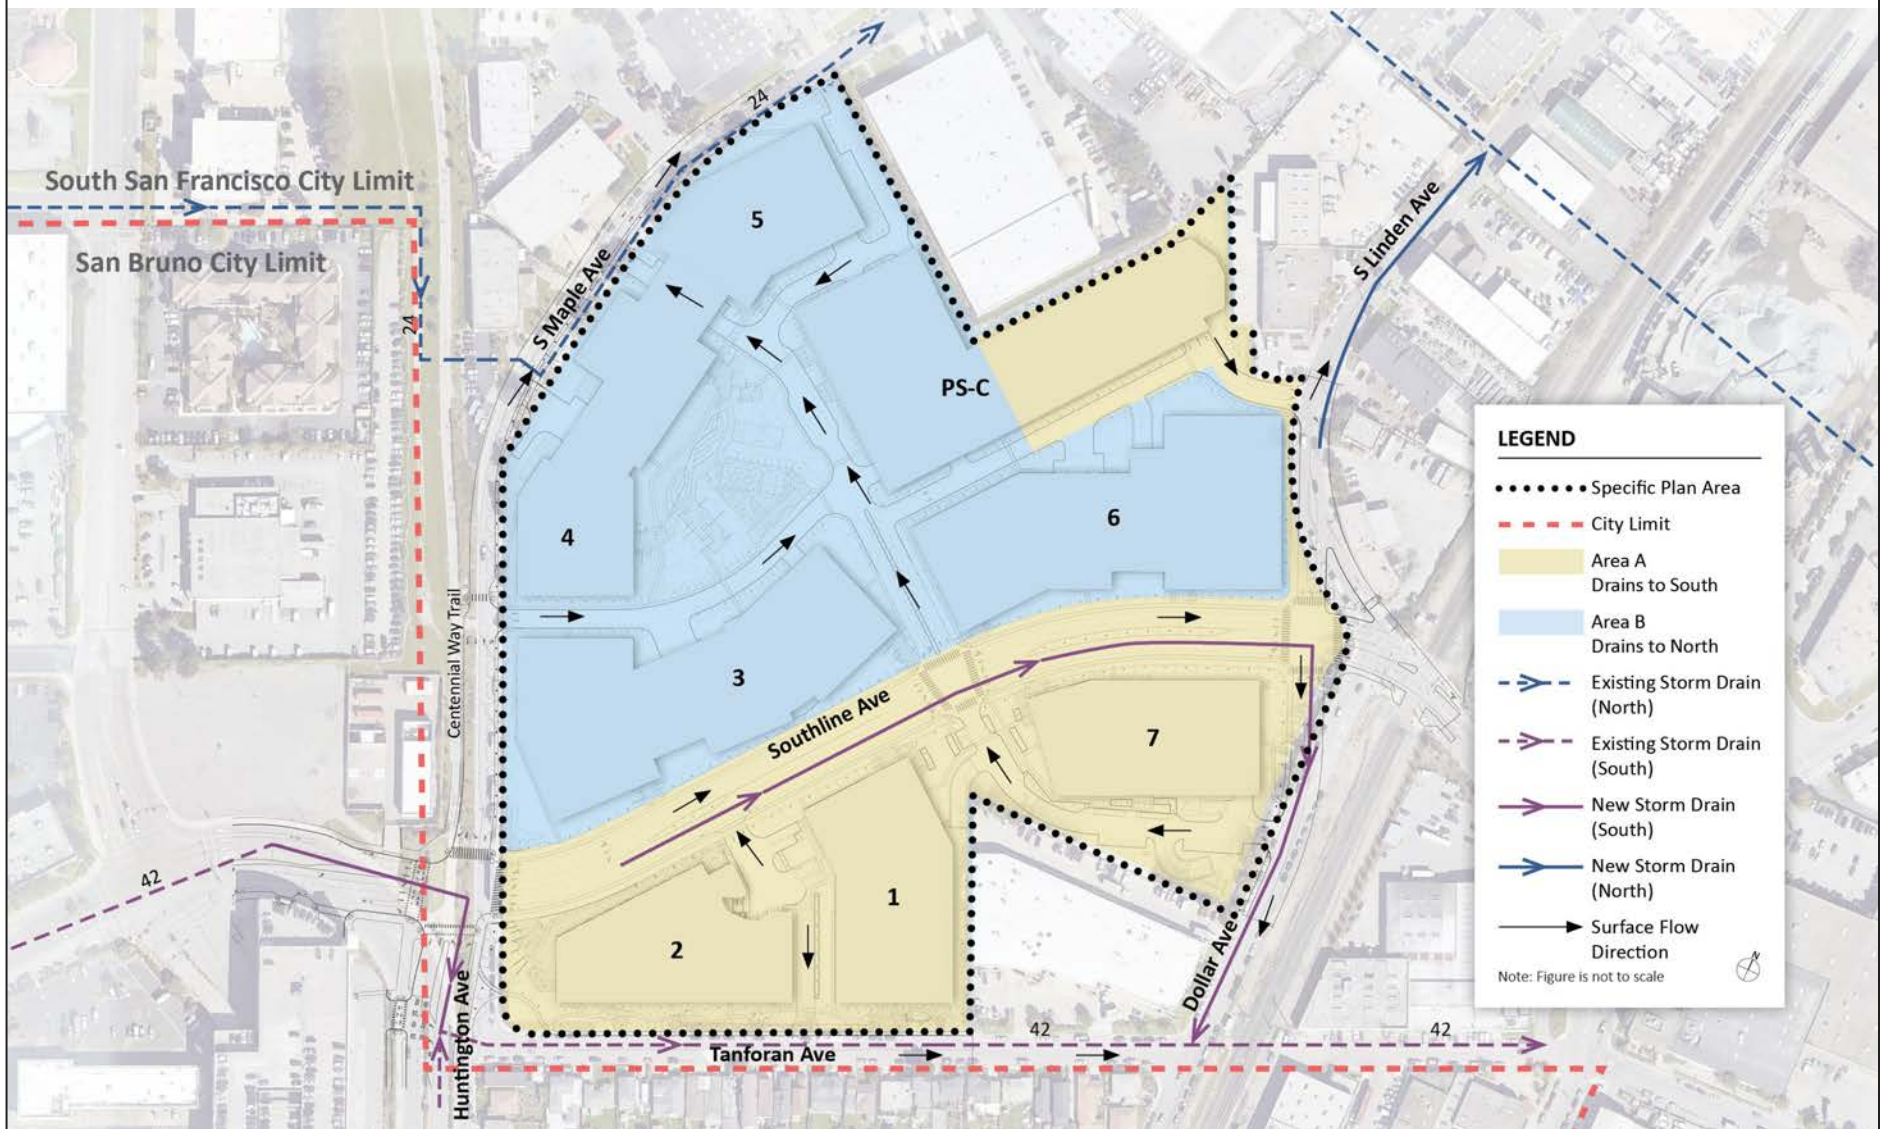 24
South San Francisco City Limit
San Bruno City Limit
5
S Maple Ave
S Linden Ave
24
PS-C
6
4
Centennial Way Trail
3
Southline Ave
7
42
1
2
Huntington Ave
Dollar Ave
42
42
Tanforan Ave
LEGEND
Specific Plan Area
City Limit
Area A
Drains to South
Area B
Drains to North
Existing Storm Drain
(North)
Existing Storm Drain
(South)
New Storm Drain
(South)
New Storm Drain
(North)
Surface Flow
Direction
Note: Figure is not to scale
N